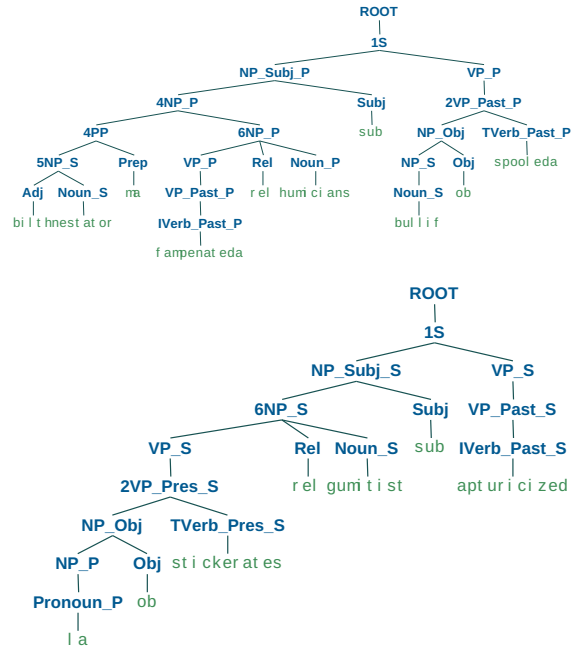 ROOT
1S
NP_Subj_P VP_P
4NP_P Subj 2VP_Past_P
4PP 6NP_P sub NP_Obj TVerb_Past_P
5NP_S Prep VP_P Rel Noun_P NP_S Obj spooleda
Adj Noun_S ma VP_Past_P rel humicians Noun_S ob
bilt hnestator IVerb_Past_P bullif
fampenateda
ROOT
1S
NP_Subj_S VP_S
6NP_S Subj VP_Past_S
VP_S Rel Noun_S sub IVerb_Past_S
2VP_Pres_S rel gumitist apturicized
NP_Obj TVerb_Pres_S
NP_P Obj stickerates
Pronoun_P ob
la